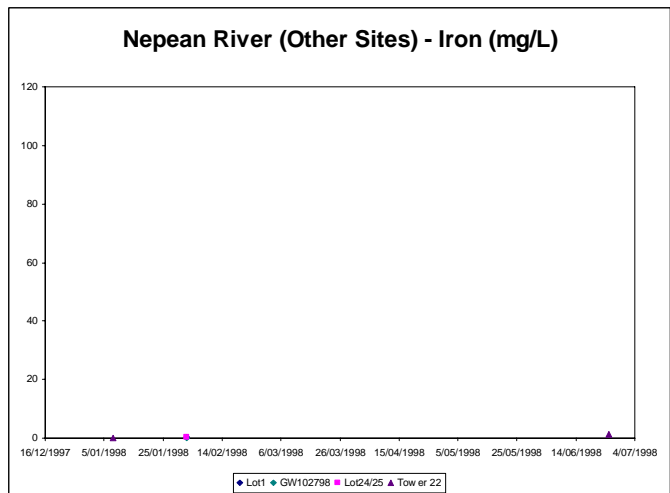 Nepean River (Other Sites) - Iron (mg/L)
120
100
80
60
40
20
0
16/12/1997 5/01/1998 25/01/1998 14/02/1998 6/03/1998 26/03/1998 15/04/1998 5/05/1998 25/05/1998 14/06/1998 4/07/1998
Lot1 GW102798 Lot24/25 Tow er 22